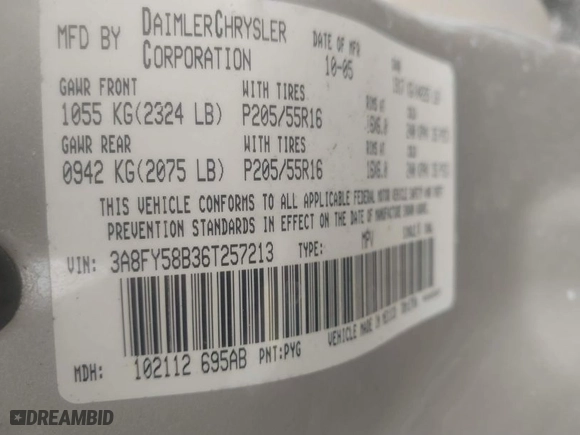 MFD BY DAIMLERCHRYSLER CORPORATION
DATE OF MFR 10-05
GAWR FRONT WITH TIRES
1055 KG(2324 LB) P205/55R16
GAWR REAR WITH TIRES
0942 KG(2075 LB) P205/55R16
THIS VEHICLE CONFORMS TO ALL APPLICABLE FEDERAL MOTOR VEHICLE SAFETY AND THEFT
PREVENTION STANDARDS IN EFFECT ON THE DATE OF MANUFACTURE SHOWN ABOVE.
VIN: 3A8FY58B36T257213 TYPE: MPV
VEHICLE MADE IN MEXICO
MDH: 102112 695AB PNT:PYG
DREAMBID